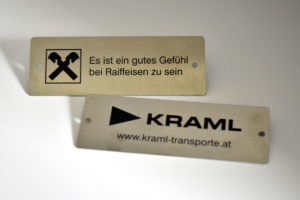 Es ist ein gutes Gefühl
bei Raiffeisen zu sein
KRAML
www.kraml-transporte.at